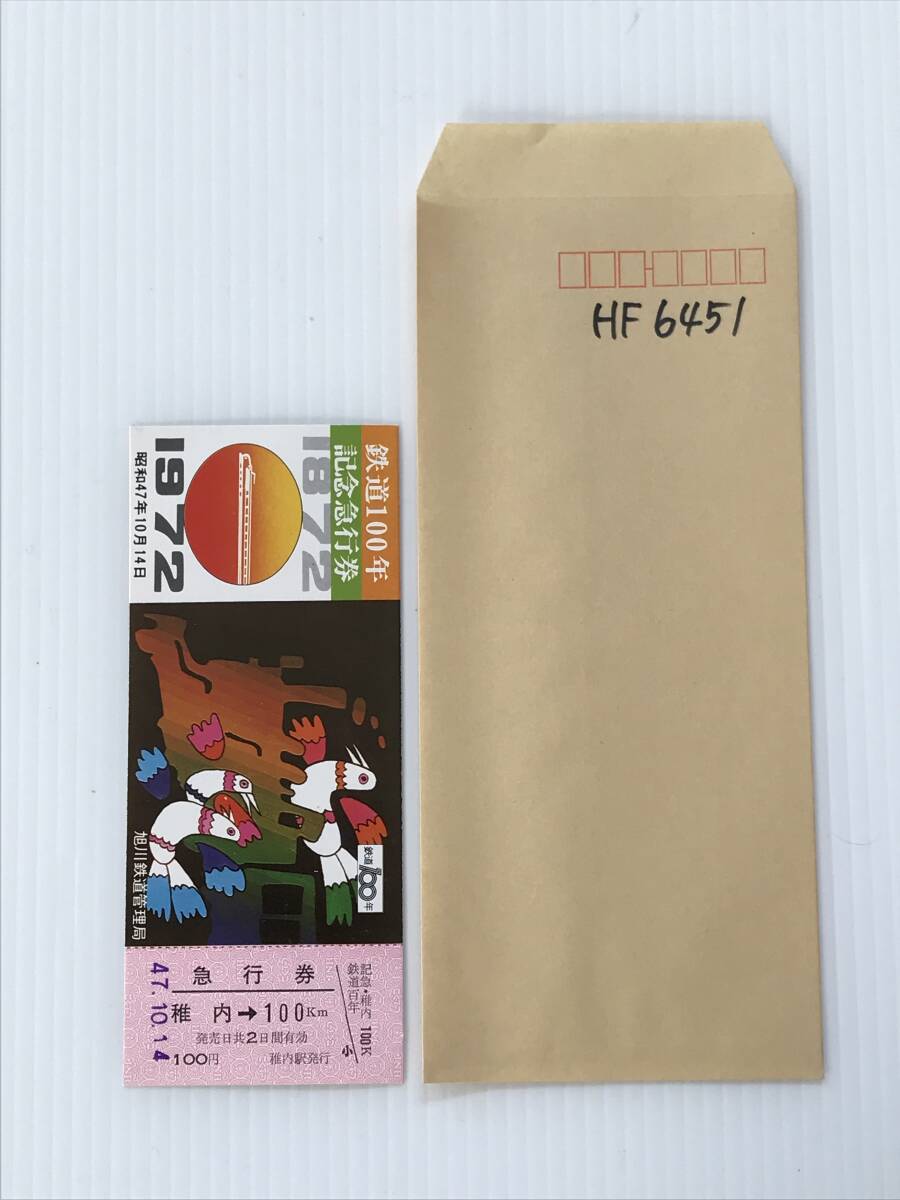 HF 6451
鉄道100年
記念急行券
1872
1972
昭和47年10月14日
鉄道100年
旭川鉄道管理局
急行券
稚内→100Km
発売日共2日間有効
100円 稚内駅発行
47.10.14
記急・稚内 100K
鉄道百年
小